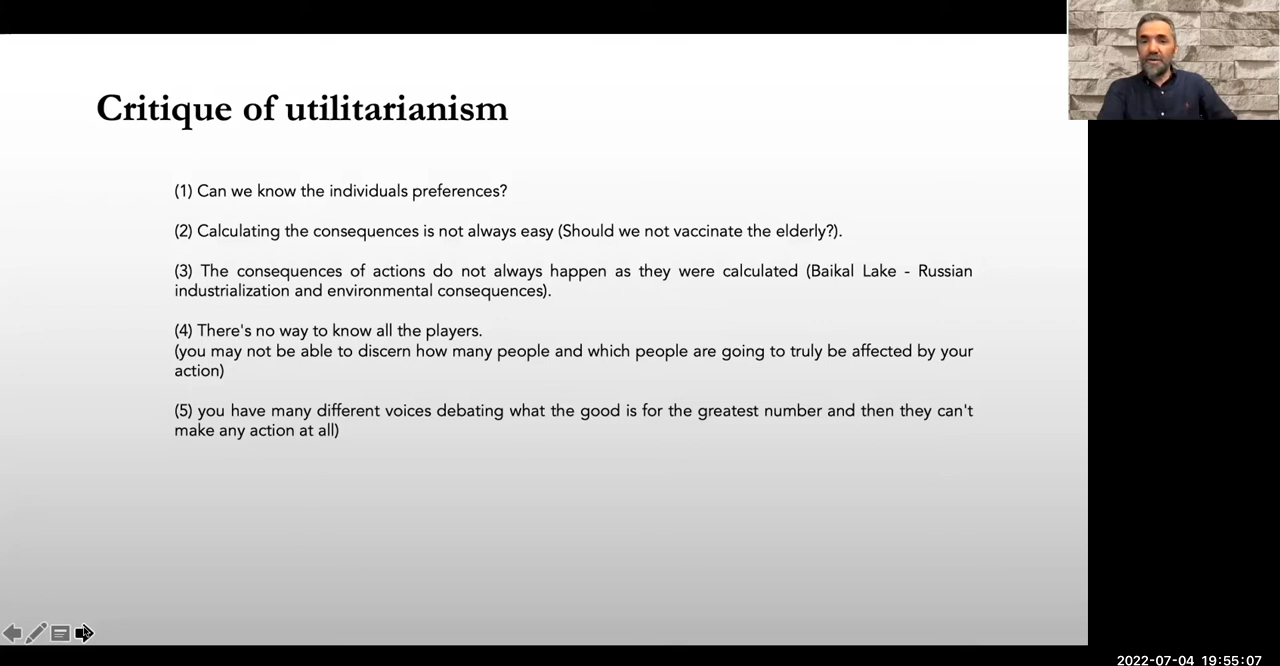 Critique of utilitarianism
(1) Can we know the individuals preferences?
(2) Calculating the consequences is not always easy (Should we not vaccinate the elderly?).
(3) The consequences of actions do not always happen as they were calculated (Baikal Lake - Russian
industrialization and environmental consequences).
(4) There's no way to know all the players.
(you may not be able to discern how many people and which people are going to truly be affected by your
action)
(5) you have many different voices debating what the good is for the greatest number and then they can't
make any action at all)
2022-07-04 19:55:07